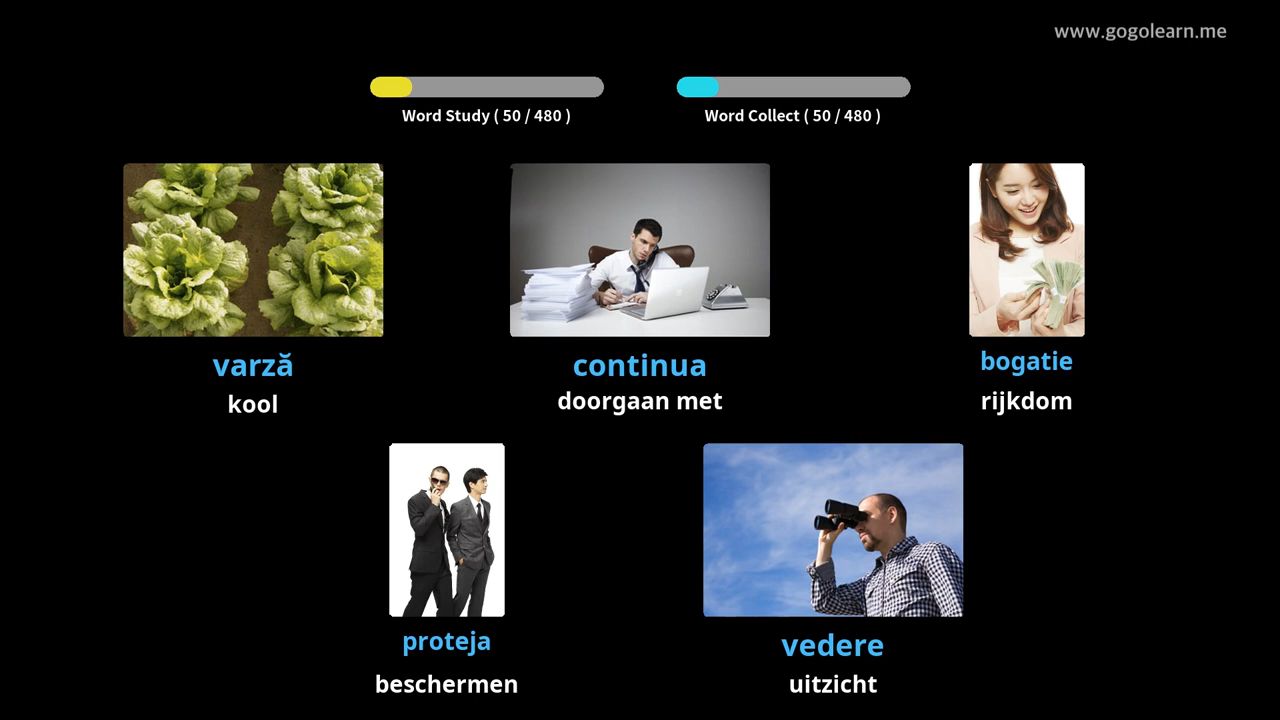 www.gogolearn.me
Word Study ( 50 / 480 )
Word Collect ( 50 / 480 )
varză
kool
continua
doorgaan met
bogatie
rijkdom
proteja
beschermen
vedere
uitzicht